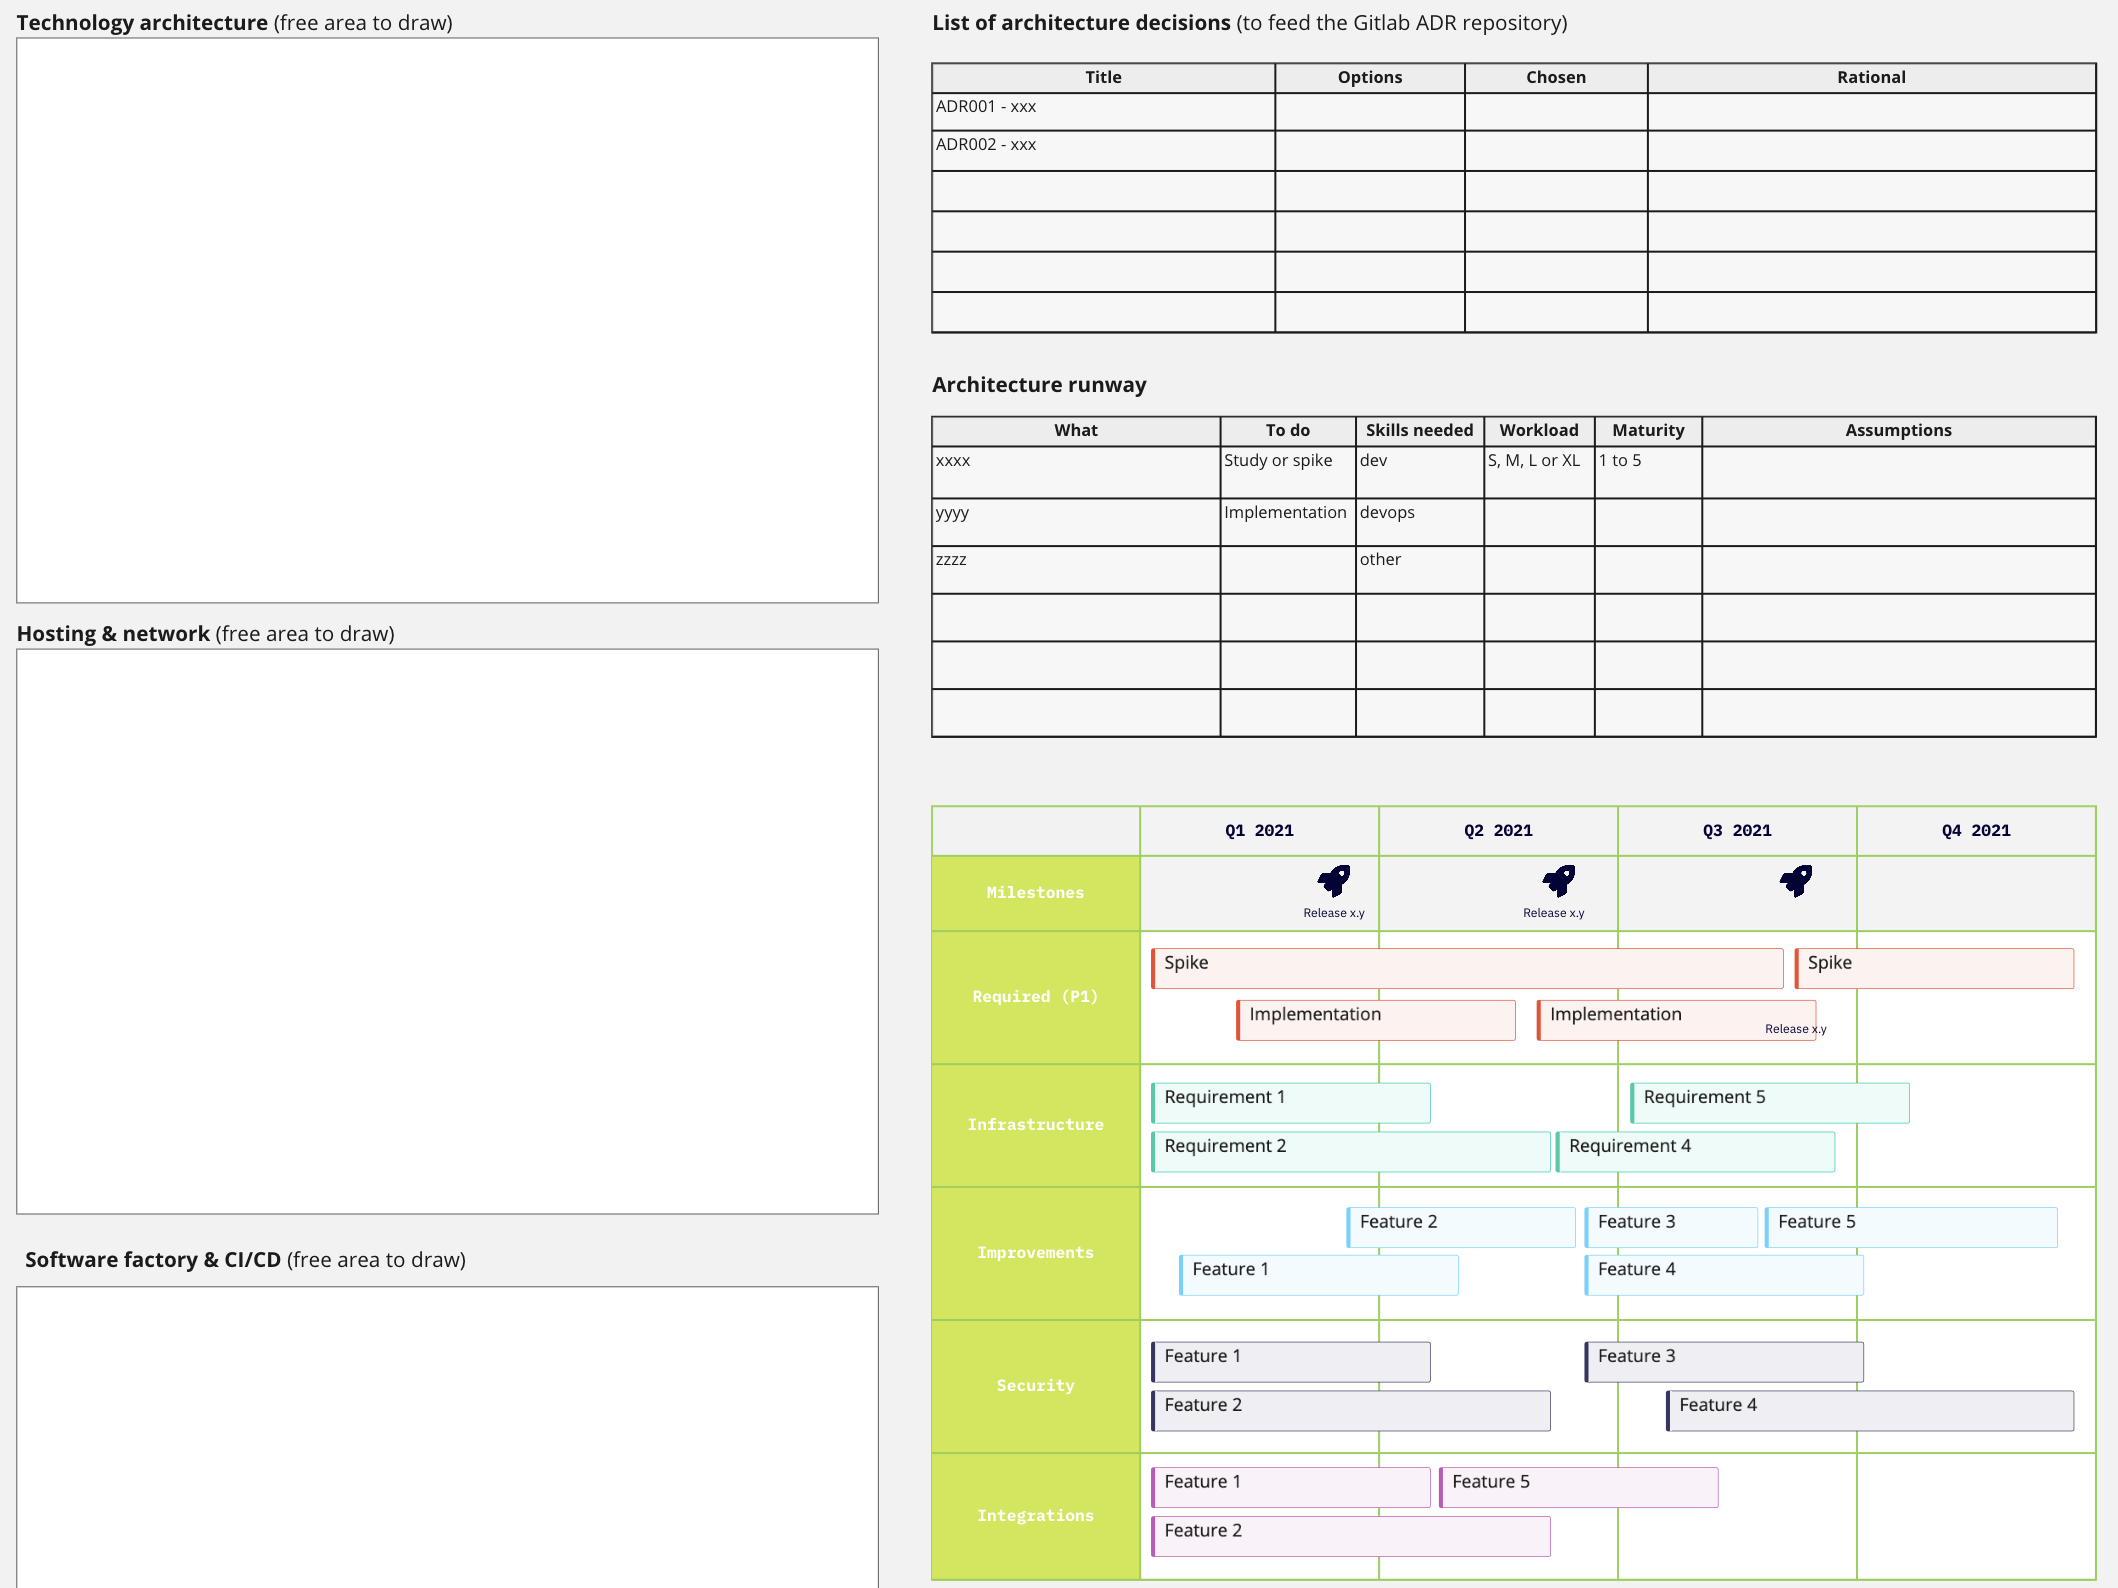 Technology architecture (free area to draw)
Hosting & network (free area to draw)
Software factory & CI/CD (free area to draw)
List of architecture decisions (to feed the Gitlab ADR repository)
Title Options Chosen Rational
ADR001 - xxx
ADR002 - xxx
Architecture runway
What To do Skills needed Workload Maturity Assumptions
xxxx Study or spike dev S, M, L or XL 1 to 5
yyyy Implementation devops
zzzz other
Q1 2021 Q2 2021 Q3 2021 Q4 2021
Milestones
Release x.y Release x.y
Required (P1)
Spike Spike
Implementation Implementation
Release x.y
Infrastructure
Requirement 1 Requirement 5
Requirement 2 Requirement 4
Improvements
Feature 2 Feature 3 Feature 5
Feature 1 Feature 4
Security
Feature 1 Feature 3
Feature 2 Feature 4
Integrations
Feature 1 Feature 5
Feature 2